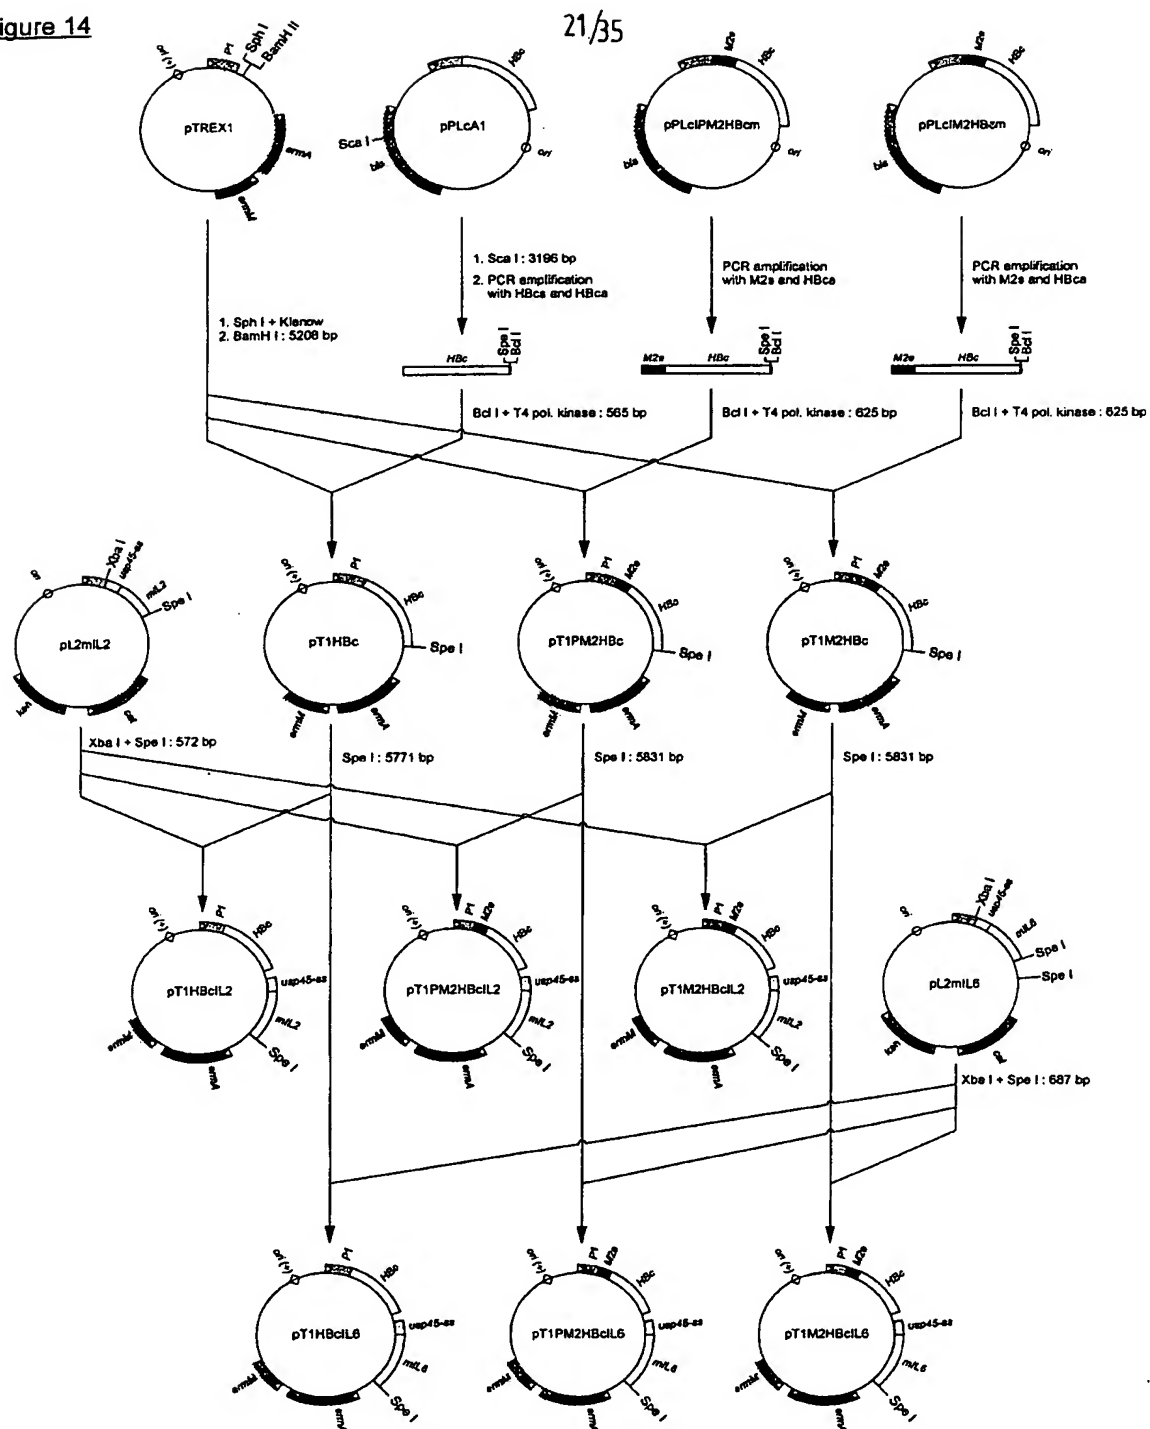 igure 14
21/35
ori (+)
P1
Sph I
BamH II
pTREX1
ermA
ermM
HBc
pPLcA1
Sca I
bla
ori
M2e
HBc
pPLcIPM2HBcm
bla
ori
M2e
HBc
pPLcIM2HBcm
bla
ori
1. Sca I : 3196 bp
2. PCR amplification
with HBcs and HBca
PCR amplification
with M2s and HBca
PCR amplification
with M2s and HBca
1. Sph I + Klenow
2. BamH I : 5208 bp
HBc
Spe I
Bcl I
M2e
HBc
Spe I
Bcl I
M2e
HBc
Spe I
Bcl I
Bcl I + T4 pol. kinase : 565 bp
Bcl I + T4 pol. kinase : 625 bp
Bcl I + T4 pol. kinase : 625 bp
ori
Xba I
usp45-ss
mIL2
Spe I
pL2mIL2
kan
cat
ori (+)
P1
HBc
pT1HBc
Spe I
ermM
ermA
ori (+)
P1
M2e
HBc
pT1PM2HBc
Spe I
ermM
ermA
ori (+)
P1
M2e
HBc
pT1M2HBc
Spe I
ermM
ermA
Xba I + Spe I : 572 bp
Spe I : 5771 bp
Spe I : 5831 bp
Spe I : 5831 bp
ori (+)
P1
HBc
pT1HBcIL2
usp45-ss
mIL2
Spe I
ermM
ermA
ori (+)
P1
M2e
HBc
pT1PM2HBcIL2
usp45-ss
mIL2
Spe I
ermM
ermA
ori (+)
P1
M2e
HBc
pT1M2HBcIL2
usp45-ss
mIL2
Spe I
ermM
ermA
ori
Xba I
usp45-ss
mIL6
Spe I
Spe I
pL2mIL6
kan
cat
Xba I + Spe I : 687 bp
ori (+)
P1
HBc
pT1HBcIL6
usp45-ss
mIL6
Spe I
ermM
ori (+)
P1
M2e
HBc
pT1PM2HBcIL6
usp45-ss
mIL6
Spe I
ermM
ori (+)
P1
M2e
HBc
pT1M2HBcIL6
usp45-ss
mIL6
Spe I
ermM